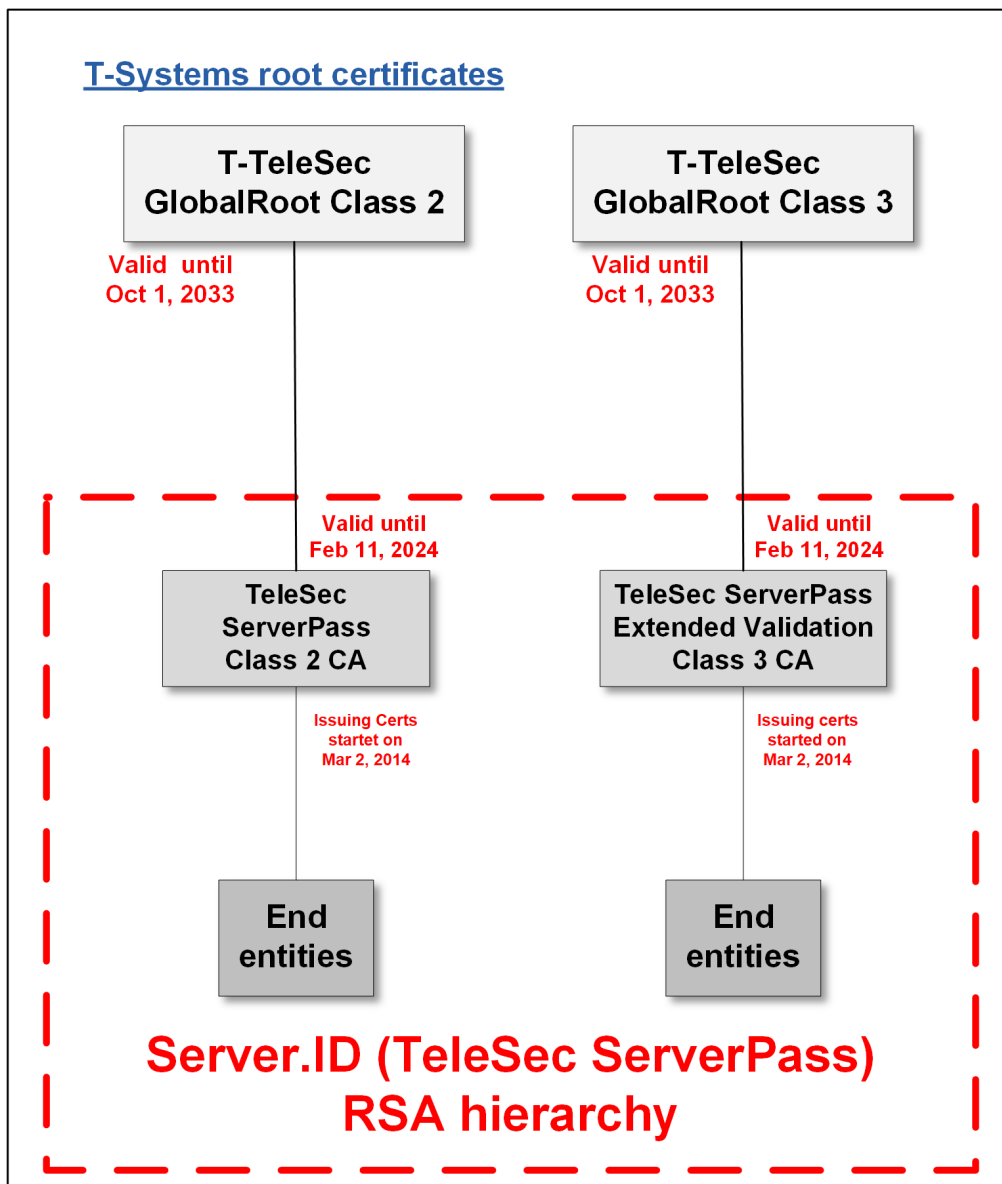 T-Systems root certificates
T-TeleSec
GlobalRoot Class 2
T-TeleSec
GlobalRoot Class 3
Valid until
Oct 1, 2033
Valid until
Oct 1, 2033
Valid until
Feb 11, 2024
Valid until
Feb 11, 2024
TeleSec
ServerPass
Class 2 CA
TeleSec ServerPass
Extended Validation
Class 3 CA
Issuing Certs
startet on
Mar 2, 2014
Issuing certs
started on
Mar 2, 2014
End
entities
End
entities
Server.ID (TeleSec ServerPass)
RSA hierarchy